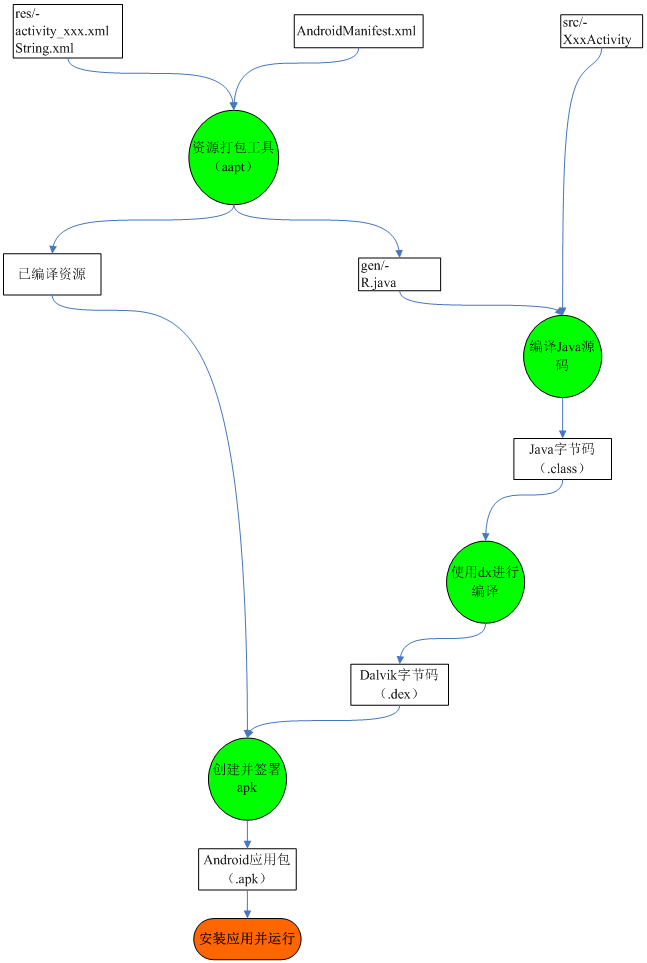 res/-
activity_xxx.xml
String.xml
AndroidManifest.xml
src/-
XxxActivity
资源打包工具
（aapt）
已编译资源
gen/-
R.java
编译Java源
码
Java字节码
（.class）
使用dx进行
编译
Dalvik字节码
（.dex）
创建并签署
apk
Android应用包
（.apk）
安装应用并运行